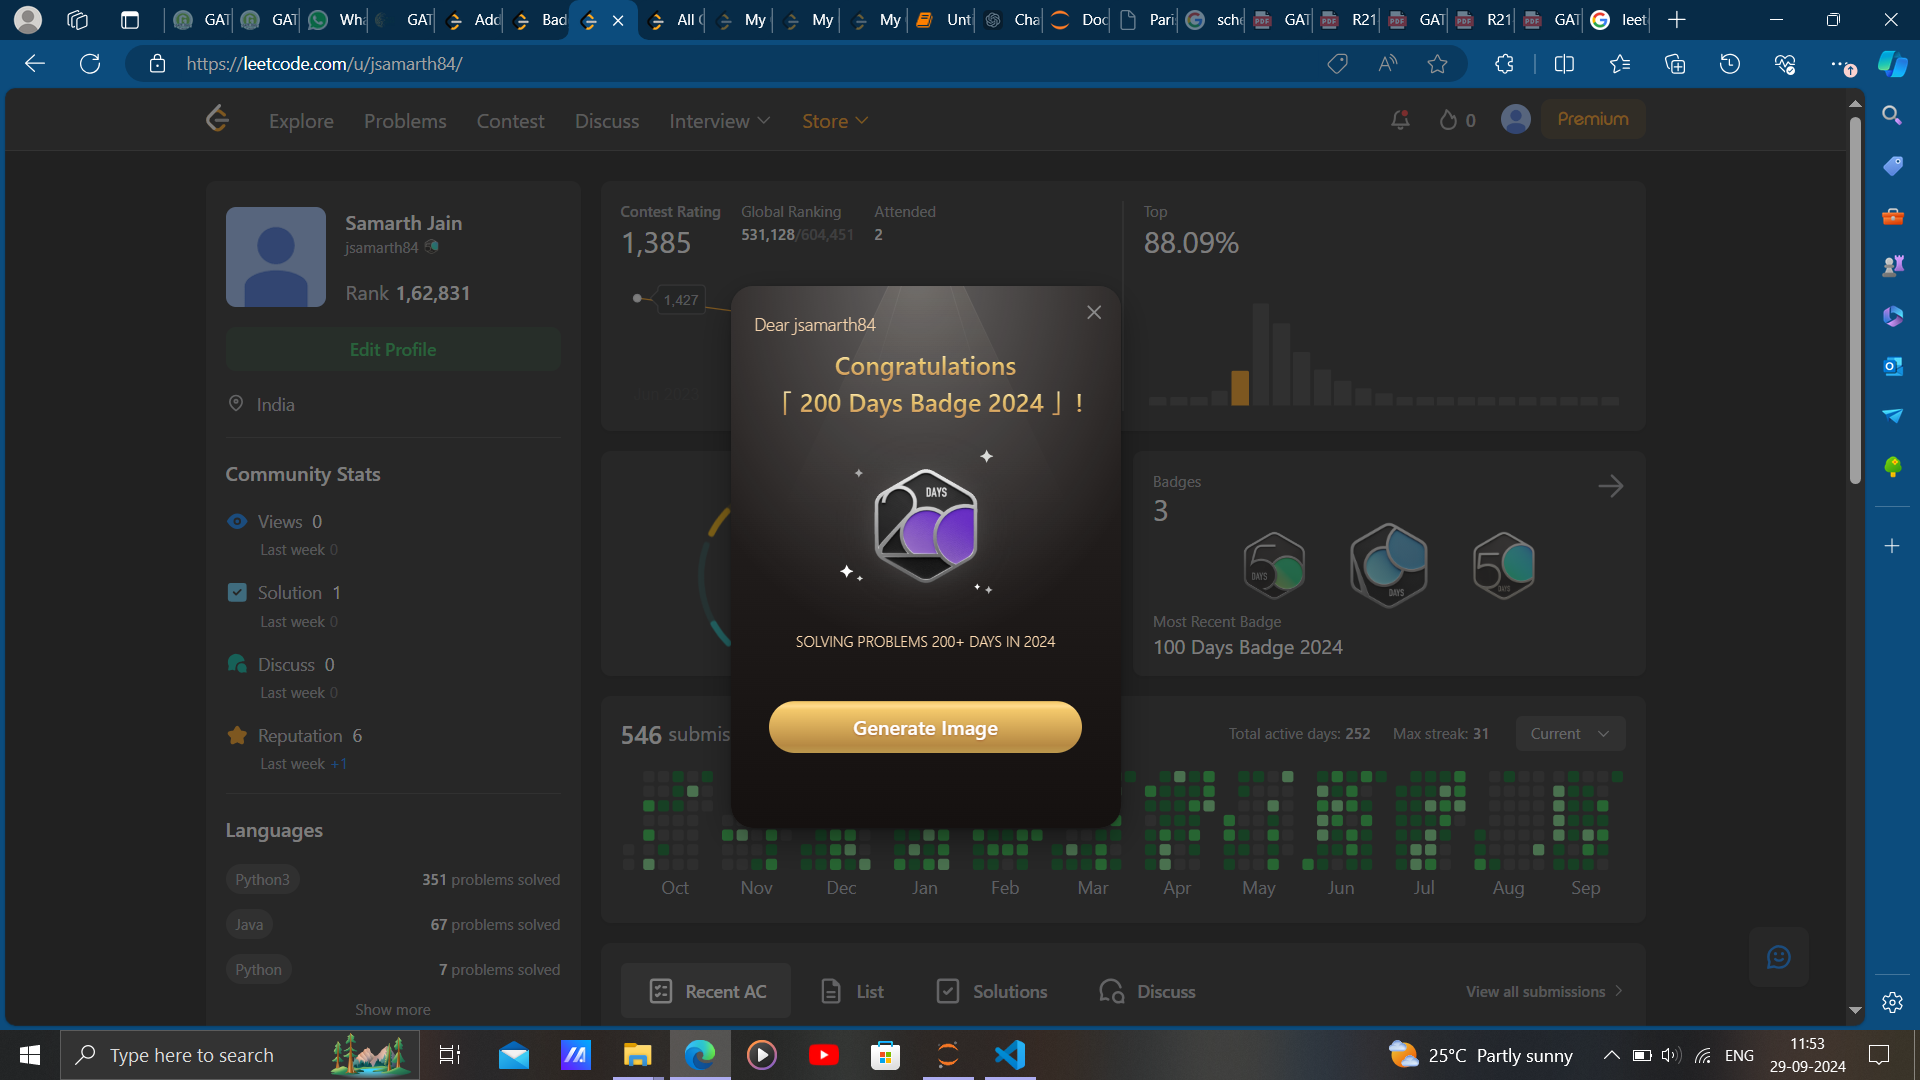 GAT
GAT
Wha
GAT
Add
Bad
All
My
My
My
Unt
Cha
Doc
Pari
sche
GAT
R21
GAT
R21
GAT
leet
https://leetcode.com/u/jsamarth84/
Explore Problems Contest Discuss Interview Store
0
Premium
Samarth Jain
jsamarth84
Rank 1,62,831
Edit Profile
India
Community Stats
Views 0
Last week 0
Solution 1
Last week 0
Discuss 0
Last week 0
Reputation 6
Last week +1
Languages
Python3 351 problems solved
Java 67 problems solved
Python 7 problems solved
Show more
Contest Rating
1,385
Global Ranking
531,128/604,451
Attended
2
1,427
Top
88.09%
Dear jsamarth84
Congratulations
「 200 Days Badge 2024 」 !
200 DAYS
SOLVING PROBLEMS 200+ DAYS IN 2024
Generate Image
Badges
3
50 DAYS
DAYS
50 DAYS
Most Recent Badge
100 Days Badge 2024
546 submis
Total active days: 252 Max streak: 31
Current
Oct Nov Dec Jan Feb Mar Apr May Jun Jul Aug Sep
Recent AC List Solutions Discuss
View all submissions
Type here to search
25°C Partly sunny
ENG
11:53
29-09-2024